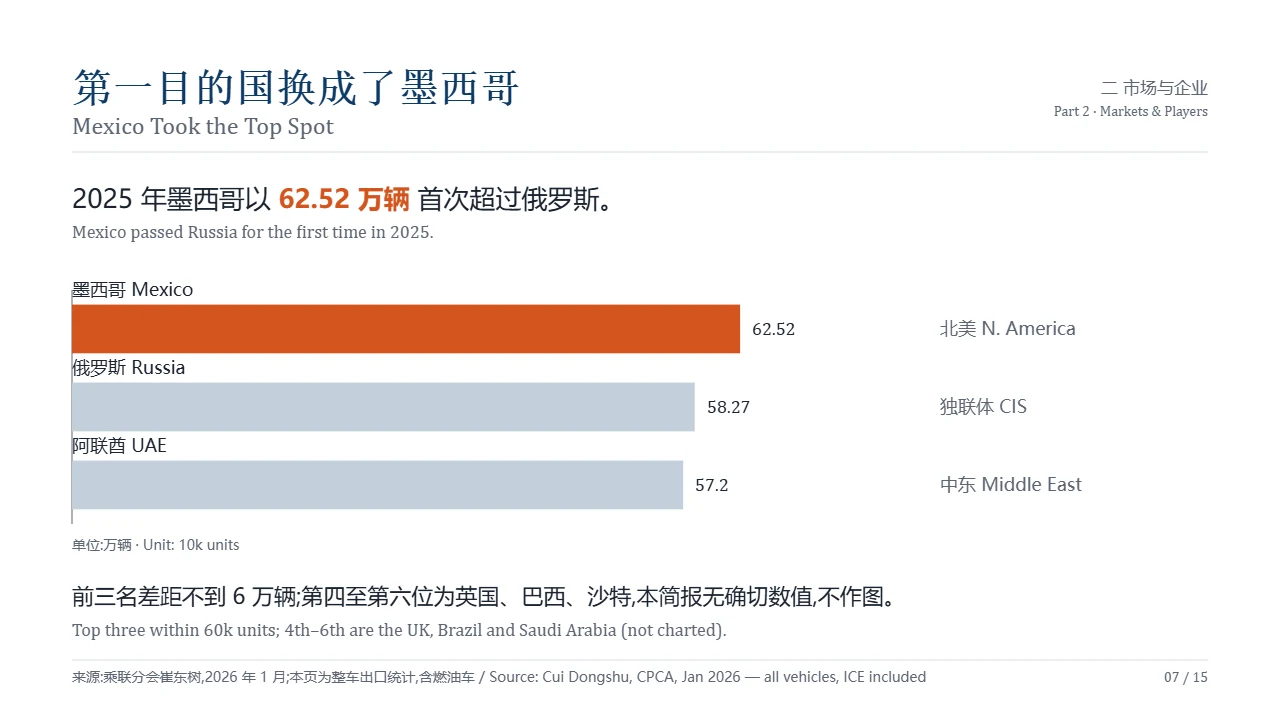 第一目的国换成了墨西哥
Mexico Took the Top Spot
二 市场与企业
Part 2 · Markets & Players
2025 年墨西哥以 62.52 万辆 首次超过俄罗斯。
Mexico passed Russia for the first time in 2025.
墨西哥 Mexico
62.52
北美 N. America
俄罗斯 Russia
58.27
独联体 CIS
阿联酋 UAE
57.2
中东 Middle East
单位:万辆 · Unit: 10k units
前三名差距不到 6 万辆;第四至第六位为英国、巴西、沙特,本简报无确切数值,不作图。
Top three within 60k units; 4th–6th are the UK, Brazil and Saudi Arabia (not charted).
来源:乘联分会崔东树,2026 年 1 月;本页为整车出口统计,含燃油车 / Source: Cui Dongshu, CPCA, Jan 2026 — all vehicles, ICE included
07 / 15